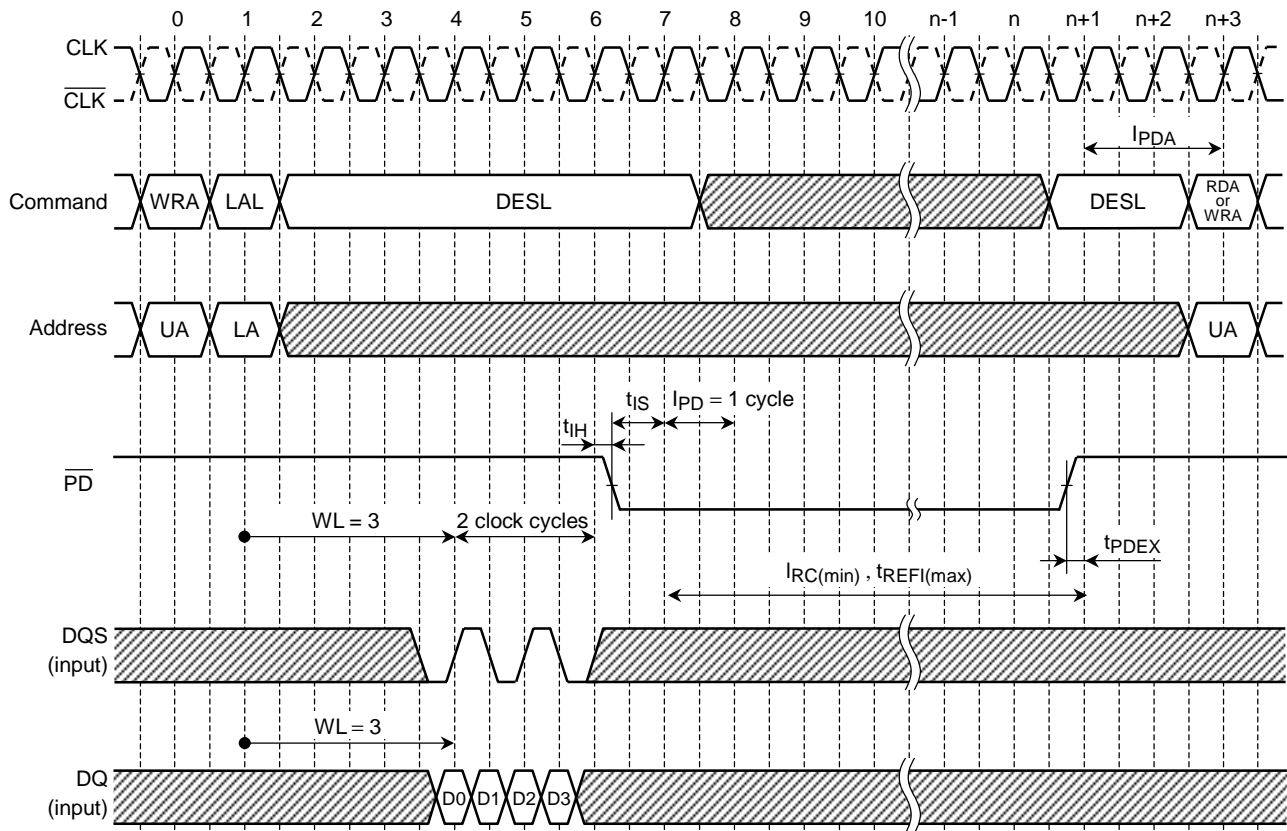 0 1 2 3 4 5 6 7 8 9 10 n-1 n n+1 n+2 n+3
CLK
CLK
IPDA
Command WRA LAL DESL DESL RDA or WRA
Address UA LA UA
tIS IPD = 1 cycle
tIH
PD
WL = 3 2 clock cycles
tPDEX
IRC(min) , tREFI(max)
DQS
(input)
WL = 3
DQ
(input)
D0 D1 D2 D3